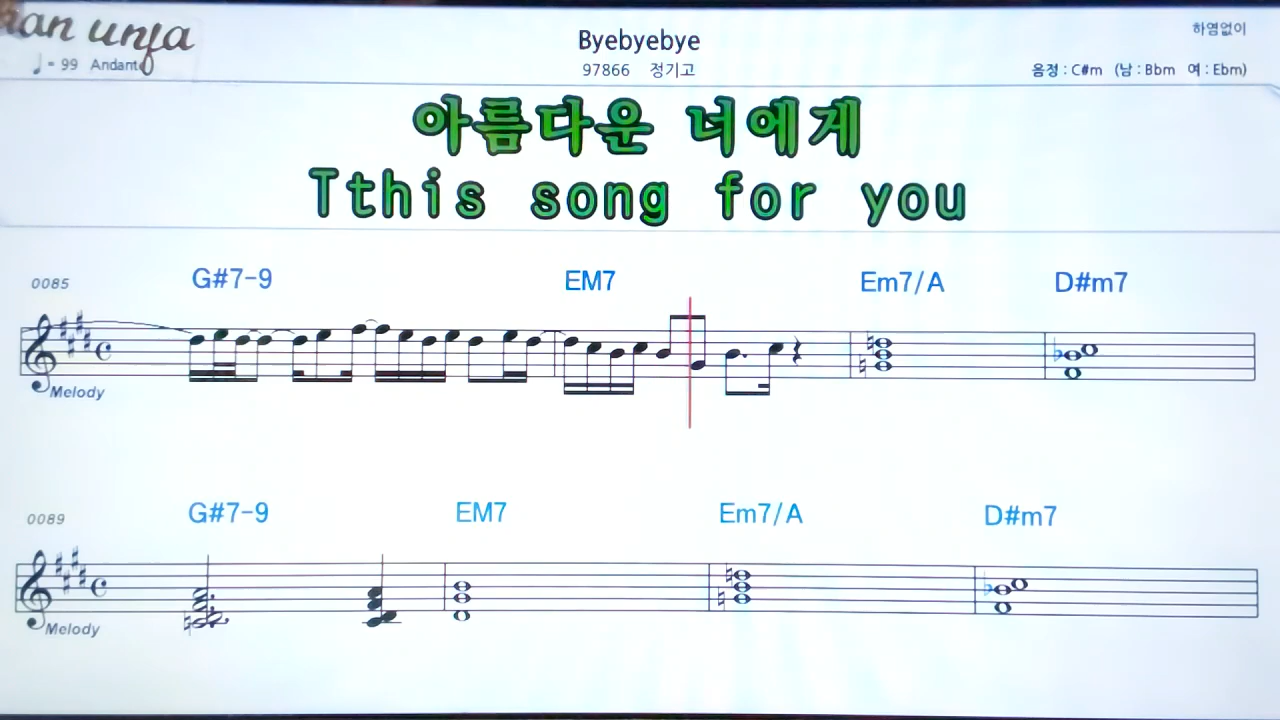 Byebyebye
하염없이
♩= 99 Andante
97866 정기고
음정 : C#m (남 : Bbm 여 : Ebm)
아름다운 너에게
Tthis song for you
0085 G#7-9 EM7 Em7/A D#m7
Melody
0089 G#7-9 EM7 Em7/A D#m7
Melody